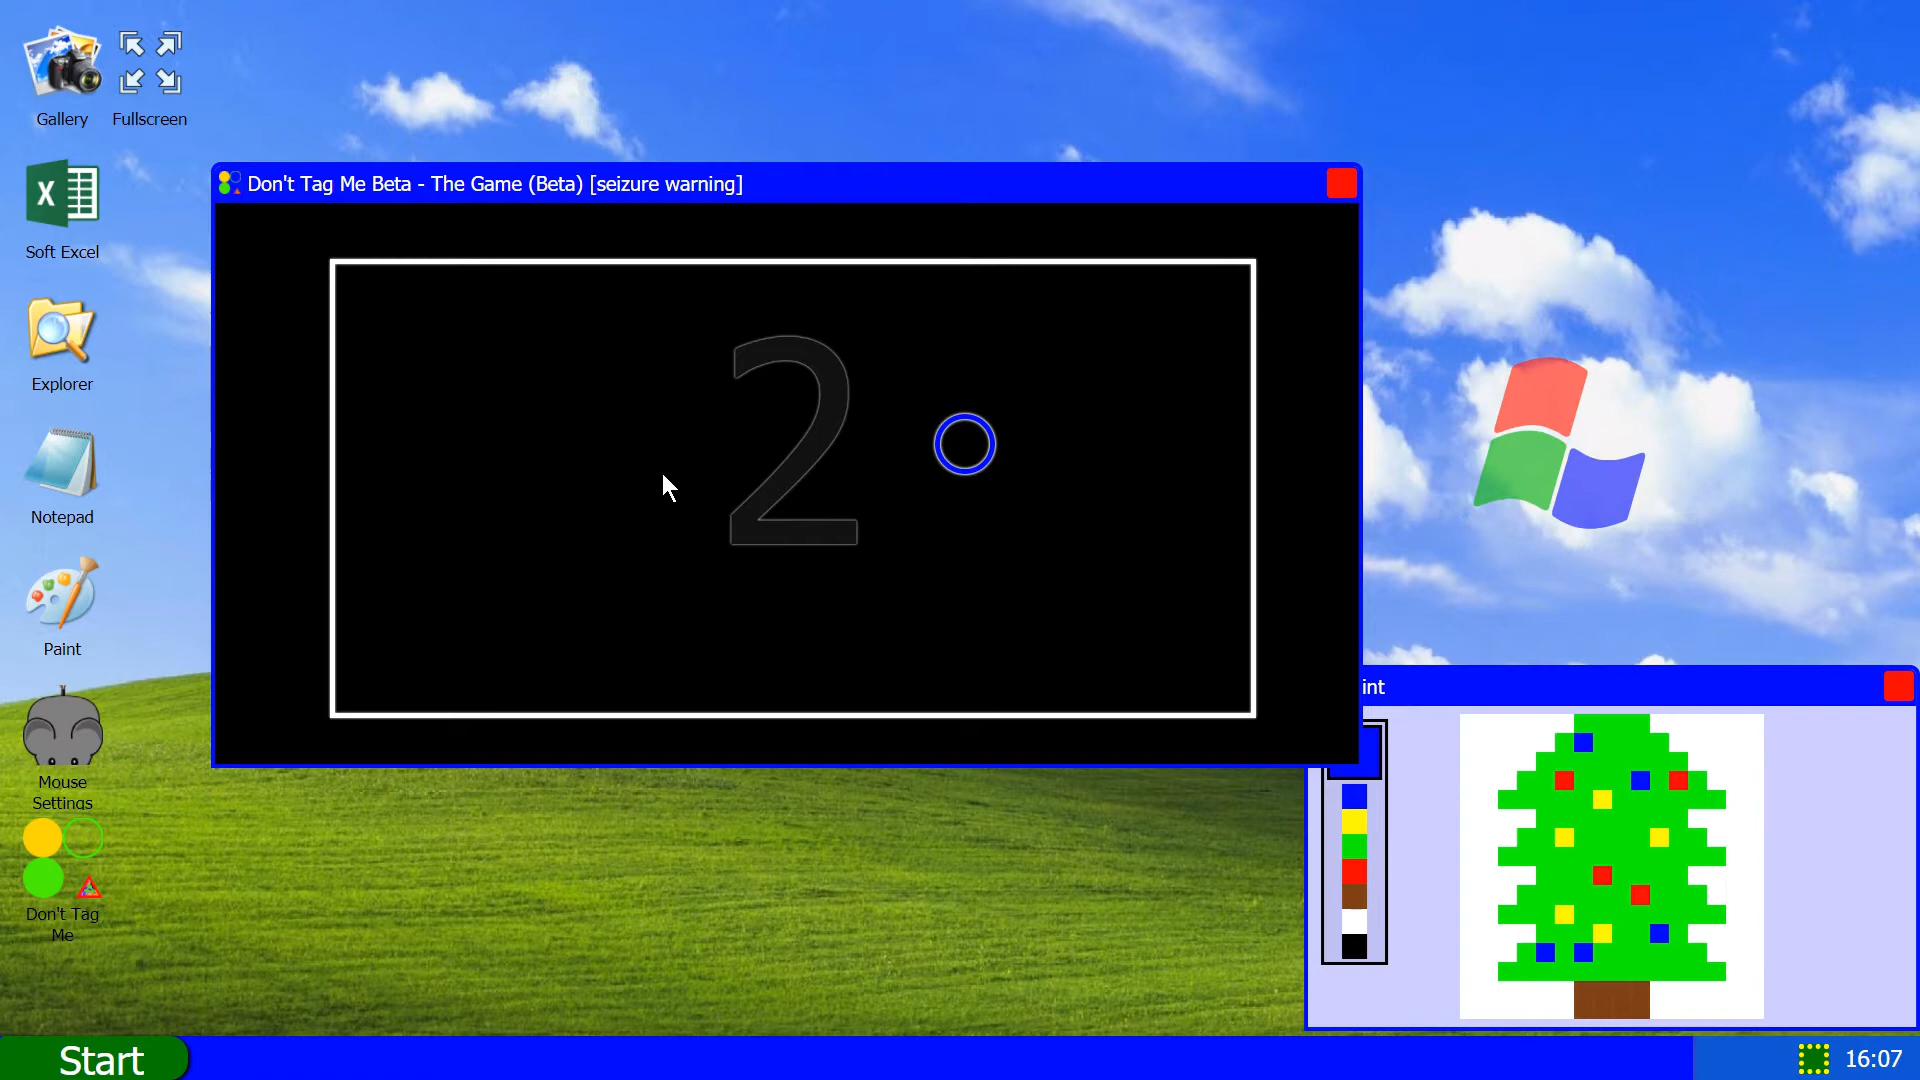 Gallery
Fullscreen
Soft Excel
Explorer
Notepad
Paint
Mouse
Settings
Don't Tag
Me
Don't Tag Me Beta - The Game (Beta) [seizure warning]
2
int
Start
16:07